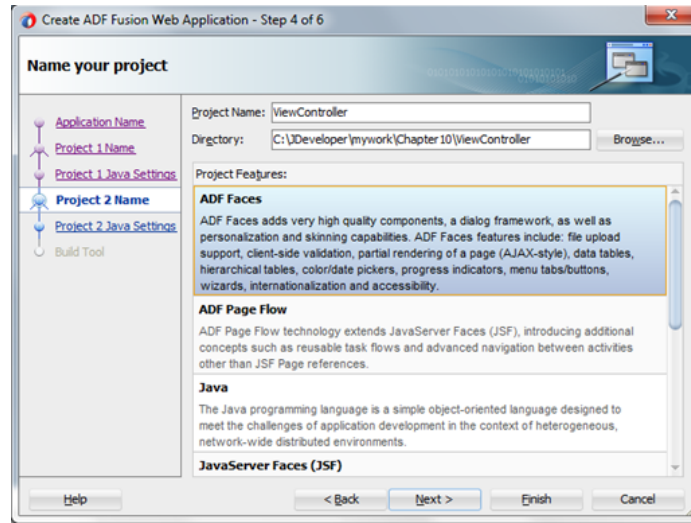 Create ADF Fusion Web Application - Step 4 of 6
Name your project
Application Name
Project 1 Name
Project 1 Java Settings
Project 2 Name
Project 2 Java Settings
Build Tool
Project Name: ViewController
Directory: C:\JDeveloper\mywork\Chapter10\ViewController Browse...
Project Features:
ADF Faces
ADF Faces adds very high quality components, a dialog framework, as well as
personalization and skinning capabilities. ADF Faces features include: file upload
support, client-side validation, partial rendering of a page (AJAX-style), data tables,
hierarchical tables, color/date pickers, progress indicators, menu tabs/buttons,
wizards, internationalization and accessibility.
ADF Page Flow
ADF Page Flow technology extends JavaServer Faces (JSF), introducing additional
concepts such as reusable task flows and advanced navigation between activities
other than JSF Page references.
Java
The Java programming language is a simple object-oriented language designed to
meet the challenges of application development in the context of heterogeneous,
network-wide distributed environments.
JavaServer Faces (JSF)
Help < Back Next > Finish Cancel